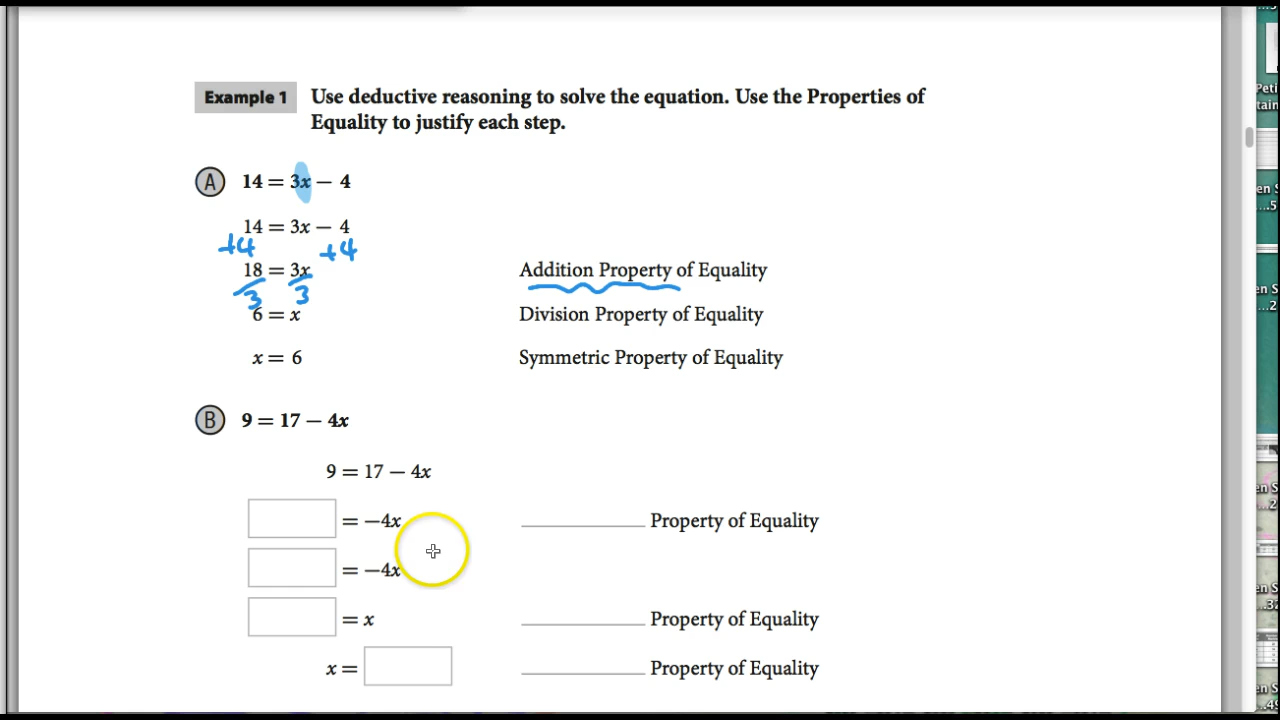 Example 1 Use deductive reasoning to solve the equation. Use the Properties of
Equality to justify each step.
A 14 = 3x − 4
14 = 3x − 4
+4 +4
18 = 3x Addition Property of Equality
3 3
6 = x Division Property of Equality
x = 6 Symmetric Property of Equality
B 9 = 17 − 4x
9 = 17 − 4x
= −4x Property of Equality
= −4x
= x Property of Equality
x = Property of Equality